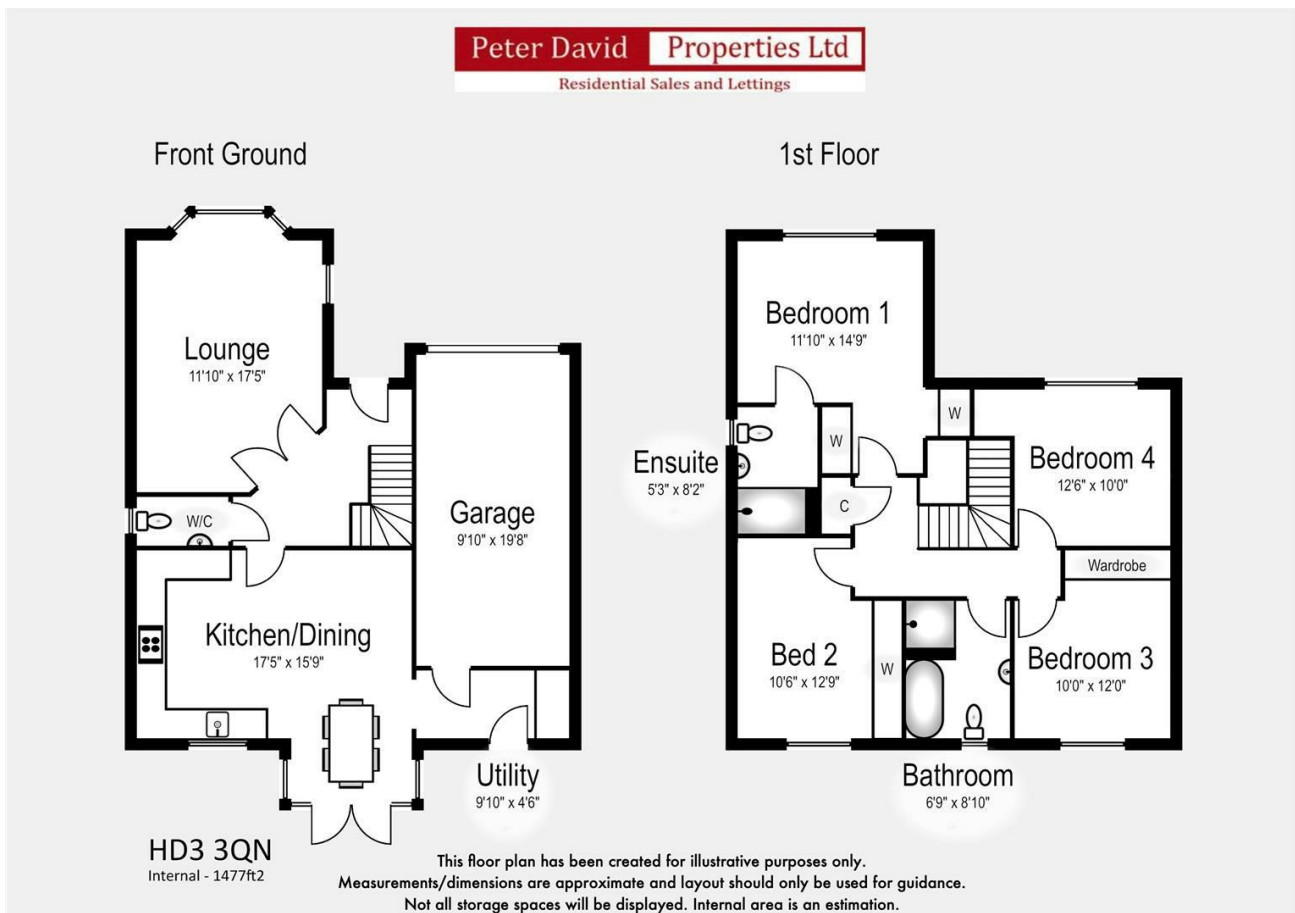 Peter David Properties Ltd
Residential Sales and Lettings
Front Ground
1st Floor
Lounge
11'10" x 17'5"
W/C
Garage
9'10" x 19'8"
Kitchen/Dining
17'5" x 15'9"
Utility
9'10" x 4'6"
Bedroom 1
11'10" x 14'9"
W
W
Ensuite
5'3" x 8'2"
C
Bedroom 4
12'6" x 10'0"
Wardrobe
Bed 2
10'6" x 12'9"
W
Bedroom 3
10'0" x 12'0"
Bathroom
6'9" x 8'10"
HD3 3QN
Internal - 1477ft2
This floor plan has been created for illustrative purposes only.
Measurements/dimensions are approximate and layout should only be used for guidance.
Not all storage spaces will be displayed. Internal area is an estimation.